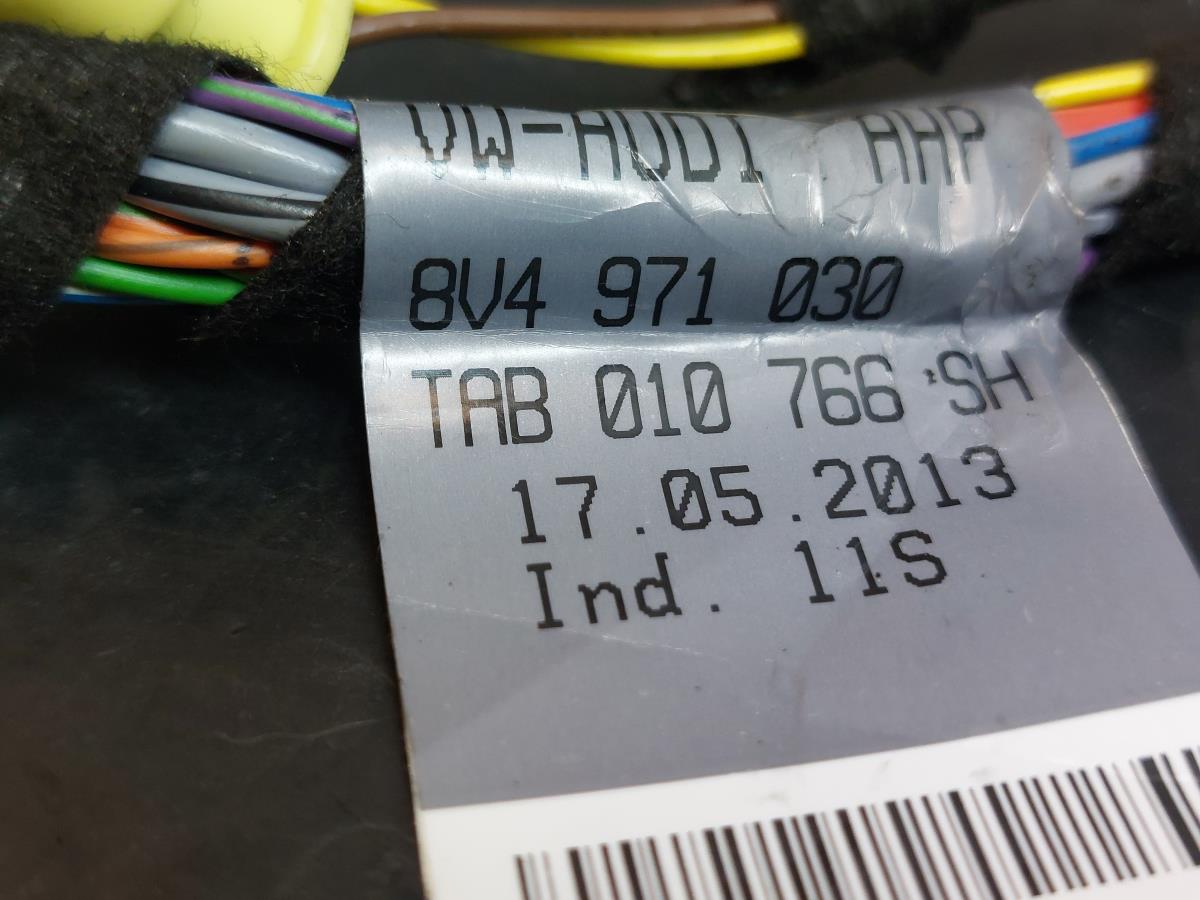 VW-AUDI AHP
8V4 971 030
TAB 010 766 SH
17.05.2013
Ind. 11S